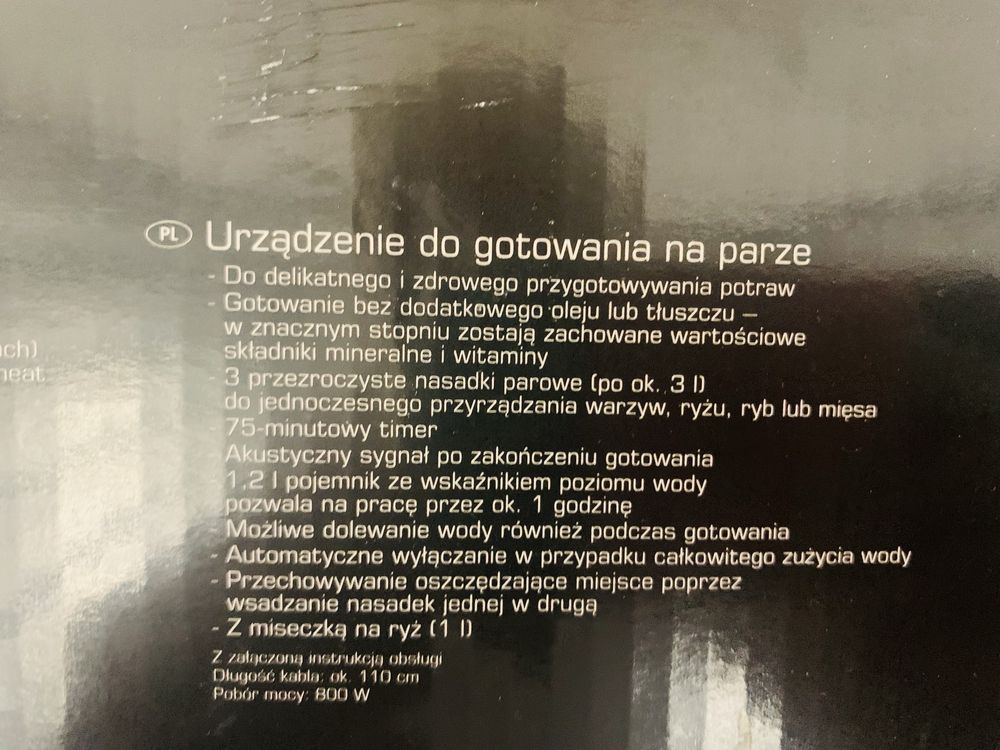 PL Urządzenie do gotowania na parze
- Do delikatnego i zdrowego przygotowywania potraw
- Gotowanie bez dodatkowego oleju lub tłuszczu –
w znacznym stopniu zostają zachowane wartościowe
składniki mineralne i witaminy
- 3 przezroczyste nasadki parowe (po ok. 3 l)
do jednoczesnego przyrządzania warzyw, ryżu, ryb lub mięsa
- 75-minutowy timer
- Akustyczny sygnał po zakończeniu gotowania
- 1,2 l pojemnik ze wskaźnikiem poziomu wody
pozwala na pracę przez ok. 1 godzinę
- Możliwe dolewanie wody również podczas gotowania
- Automatyczne wyłączanie w przypadku całkowitego zużycia wody
- Przechowywanie oszczędzające miejsce poprzez
wsadzanie nasadek jednej w drugą
- Z miseczką na ryż (1 l)
Z załączoną instrukcją obsługi
Długość kabla: ok. 110 cm
Pobór mocy: 800 W